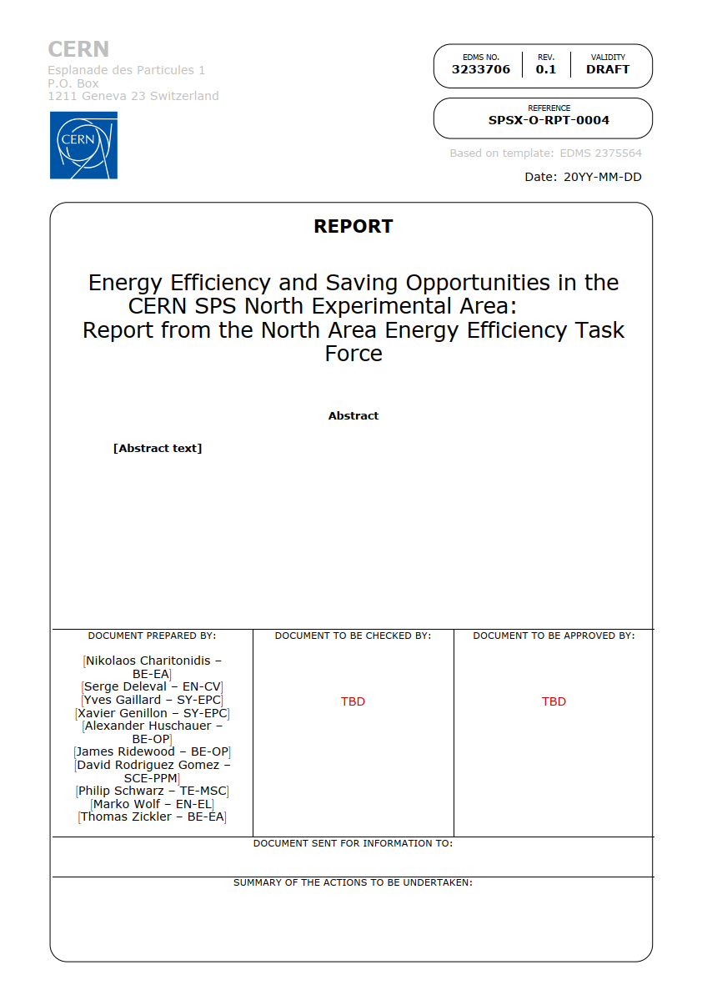 CERN
Esplanade des Particules 1
P.O. Box
1211 Geneva 23 Switzerland
CERN
EDMS NO. REV. VALIDITY
3233706 0.1 DRAFT
REFERENCE
SPSX-O-RPT-0004
Based on template: EDMS 2375564
Date: 20YY-MM-DD
REPORT
Energy Efficiency and Saving Opportunities in the
CERN SPS North Experimental Area:
Report from the North Area Energy Efficiency Task
Force
Abstract
[Abstract text]
DOCUMENT PREPARED BY:
[Nikolaos Charitonidis –
BE-EA]
[Serge Deleval – EN-CV]
[Yves Gaillard – SY-EPC]
[Xavier Genillon – SY-EPC]
[Alexander Huschauer –
BE-OP]
[James Ridewood – BE-OP]
[David Rodriguez Gomez –
SCE-PPM]
[Philip Schwarz – TE-MSC]
[Marko Wolf – EN-EL]
[Thomas Zickler – BE-EA]
DOCUMENT TO BE CHECKED BY:
TBD
DOCUMENT TO BE APPROVED BY:
TBD
DOCUMENT SENT FOR INFORMATION TO:
SUMMARY OF THE ACTIONS TO BE UNDERTAKEN: